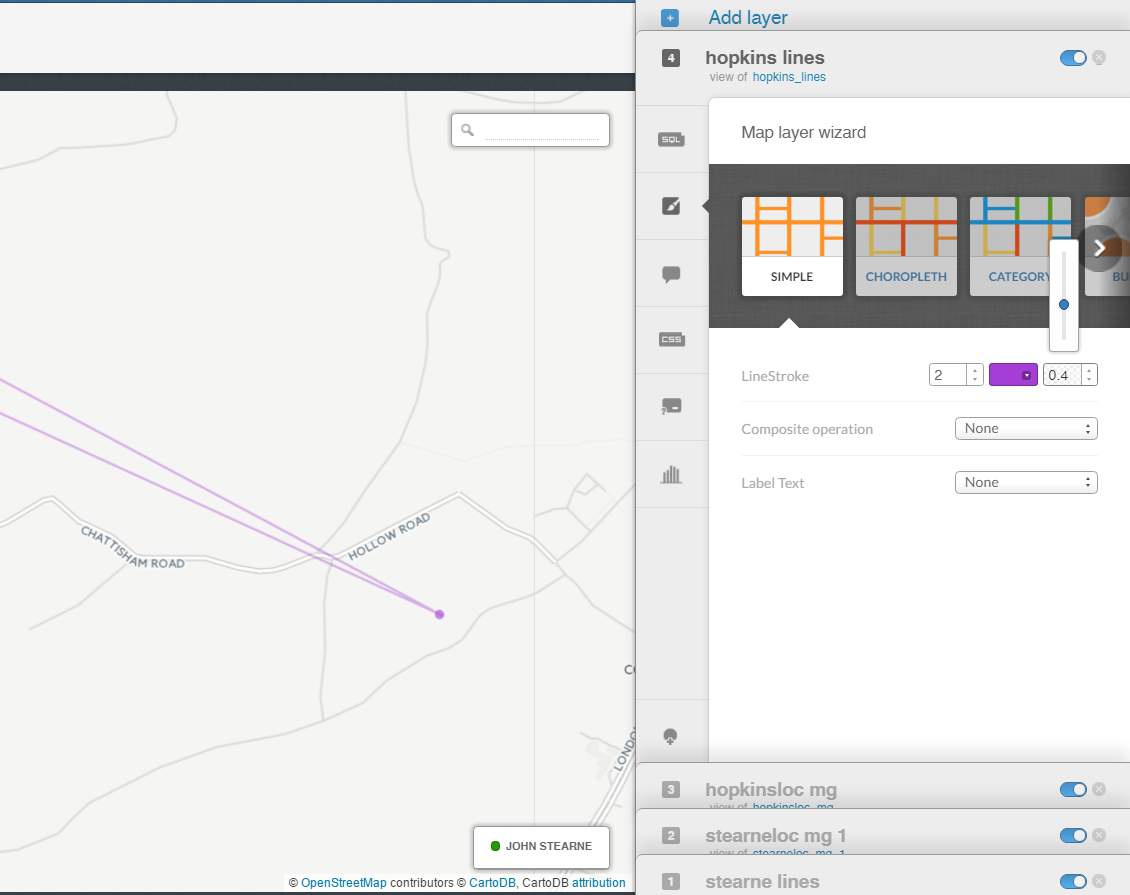 Add layer
4
hopkins lines
view of hopkins_lines
SQL
Map layer wizard
SIMPLE
CHOROPLETH
CATEGORY
BU
LineStroke
2
0.4
CSS
Composite operation
None
Label Text
None
CHATTISHAM ROAD
HOLLOW ROAD
LONDO
JOHN STEARNE
© OpenStreetMap contributors © CartoDB, CartoDB attribution
3
hopkinsloc mg
view of hopkinsloc_mg
2
stearneloc mg 1
view of stearneloc_mg_1
1
stearne lines